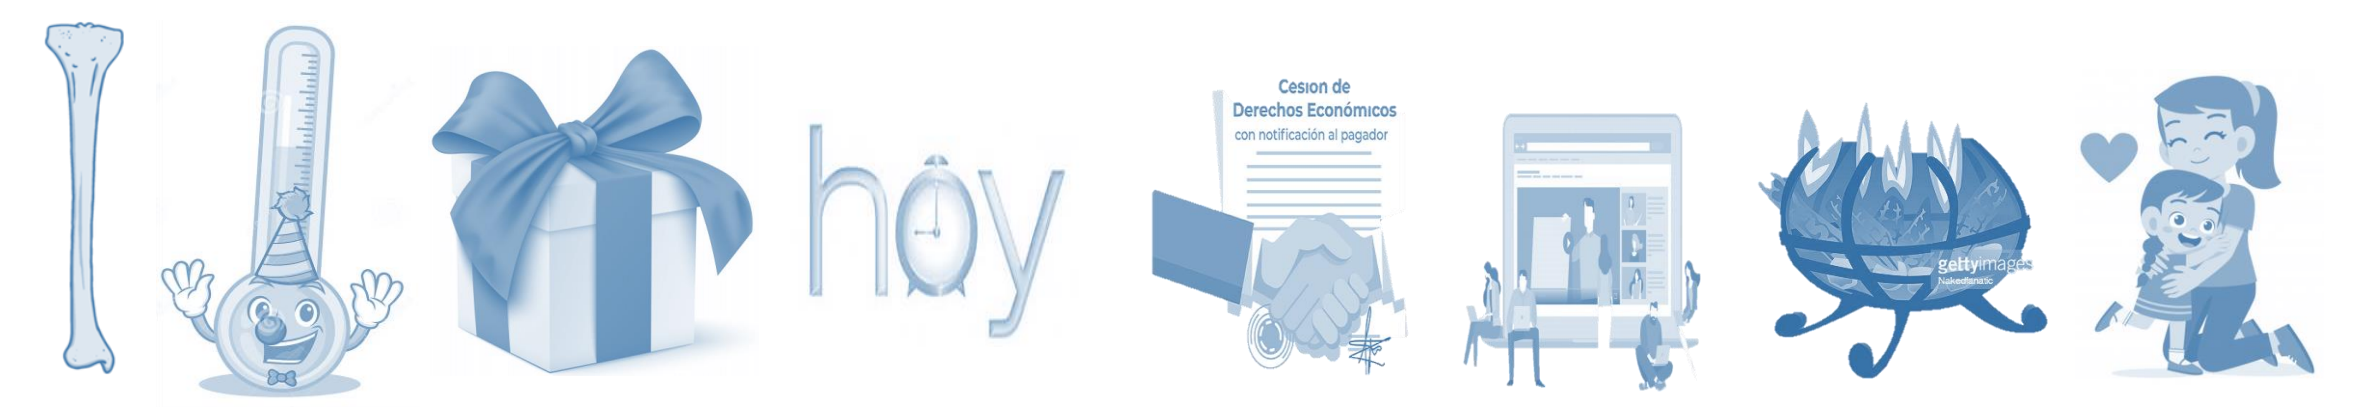 hoy
Cesion de
Derechos Económicos
con notificación al pagador
gettyimages
Nakedfanatic